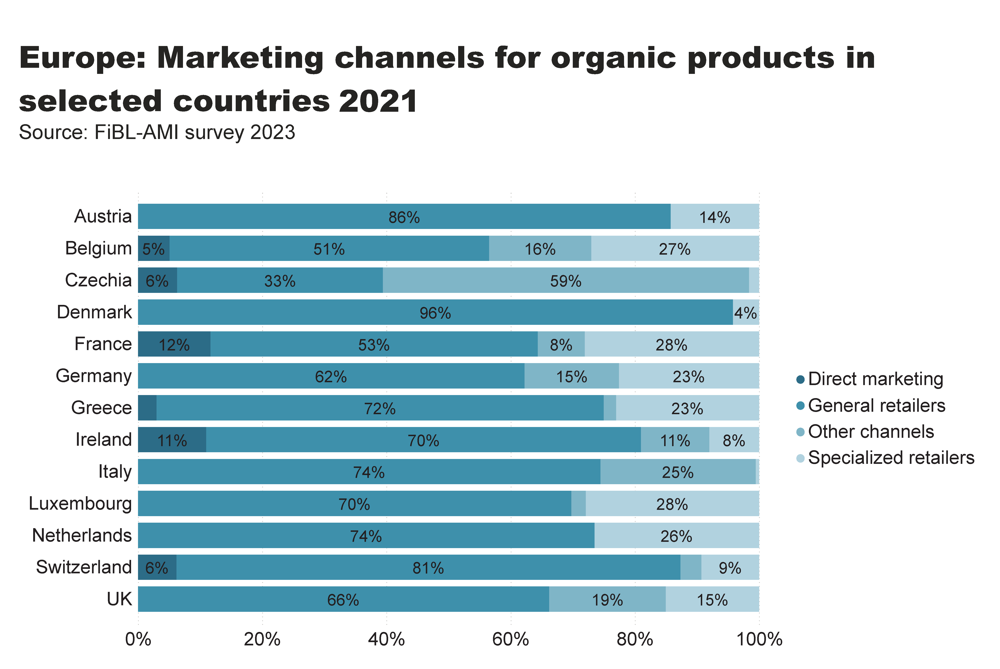 Europe: Marketing channels for organic products in
selected countries 2021
Source: FiBL-AMI survey 2023
Austria 86% 14%
Belgium 5% 51% 16% 27%
Czechia 6% 33% 59%
Denmark 96% 4%
France 12% 53% 8% 28%
Germany 62% 15% 23%
Greece 72% 23%
Ireland 11% 70% 11% 8%
Italy 74% 25%
Luxembourg 70% 28%
Netherlands 74% 26%
Switzerland 6% 81% 9%
UK 66% 19% 15%
0% 20% 40% 60% 80% 100%
Direct marketing
General retailers
Other channels
Specialized retailers